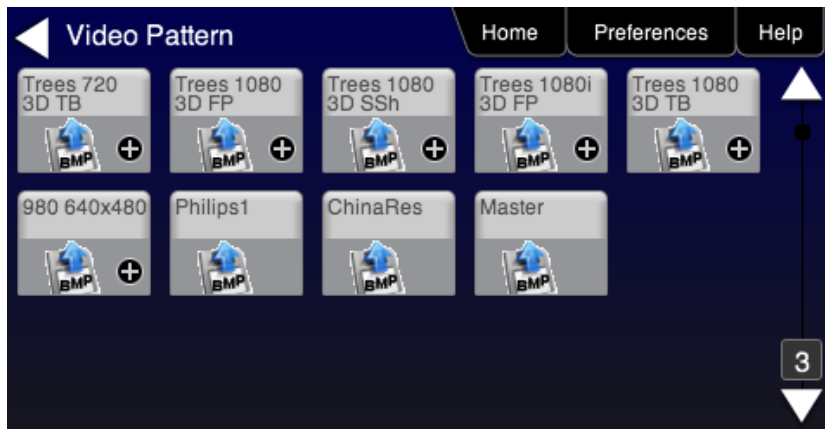 Video Pattern
Home
Preferences
Help
Trees 720
3D TB
BMP
Trees 1080
3D FP
BMP
Trees 1080
3D SSh
BMP
Trees 1080i
3D FP
BMP
Trees 1080
3D TB
BMP
980 640x480
BMP
Philips1
BMP
ChinaRes
BMP
Master
BMP
3